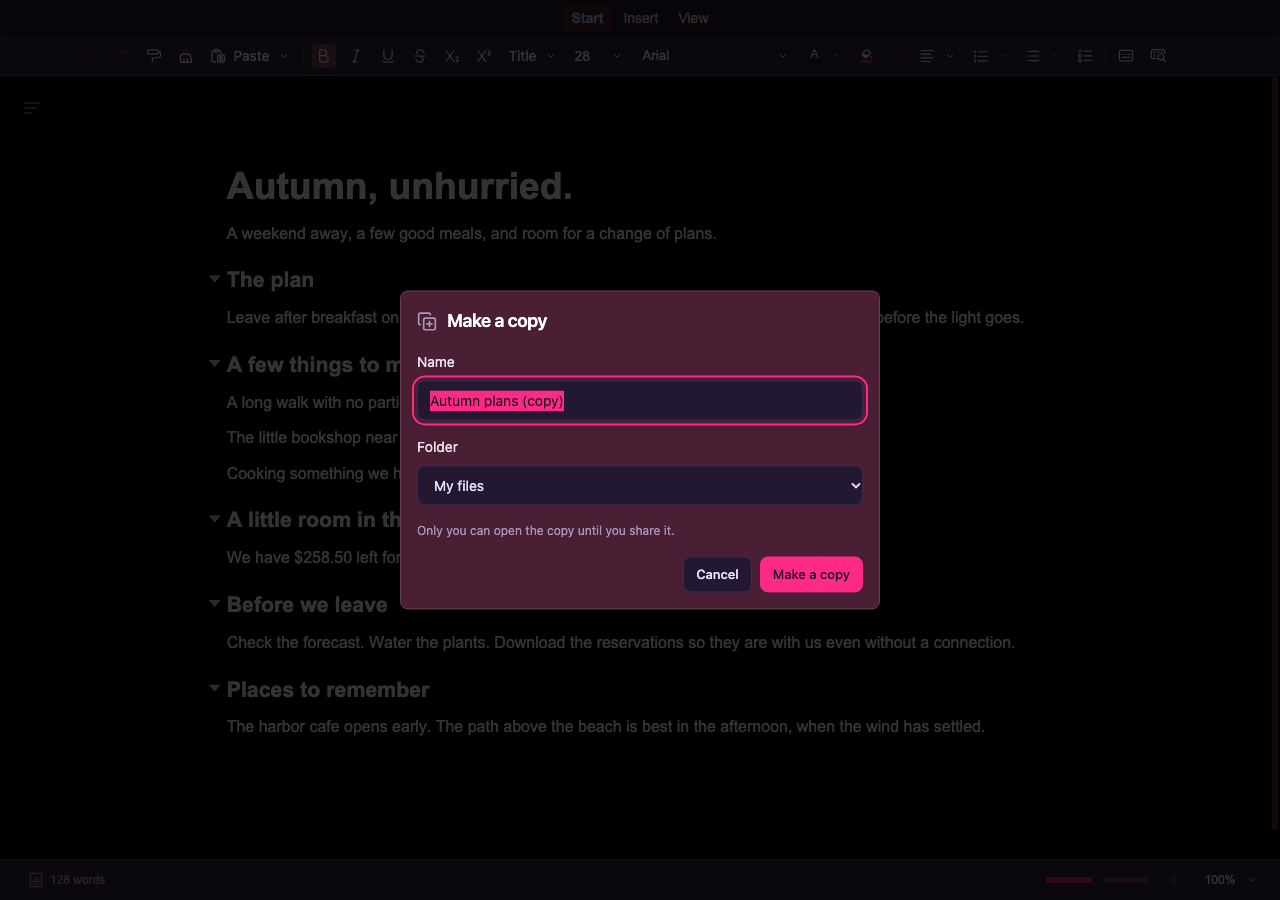 Start Insert View
Paste B I U S X₂ X² Title 28 Arial A
Autumn, unhurried.
A weekend away, a few good meals, and room for a change of plans.
The plan
Leave after breakfast on
before the light goes.
A few things to m
A long walk with no parti
The little bookshop near
Cooking something we h
A little room in th
We have $258.50 left for
Before we leave
Check the forecast. Water the plants. Download the reservations so they are with us even without a connection.
Places to remember
The harbor cafe opens early. The path above the beach is best in the afternoon, when the wind has settled.
Make a copy
Name
Autumn plans (copy)
Folder
My files
Only you can open the copy until you share it.
Cancel Make a copy
128 words
100%